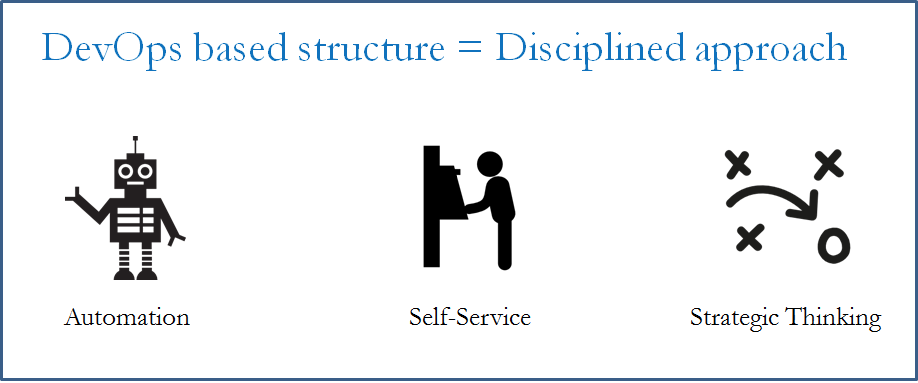 DevOps based structure = Disciplined approach
Automation
Self-Service
Strategic Thinking